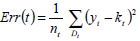 Err(t) = 1/n_t ∑_{D_t} (y_i − k_t)²